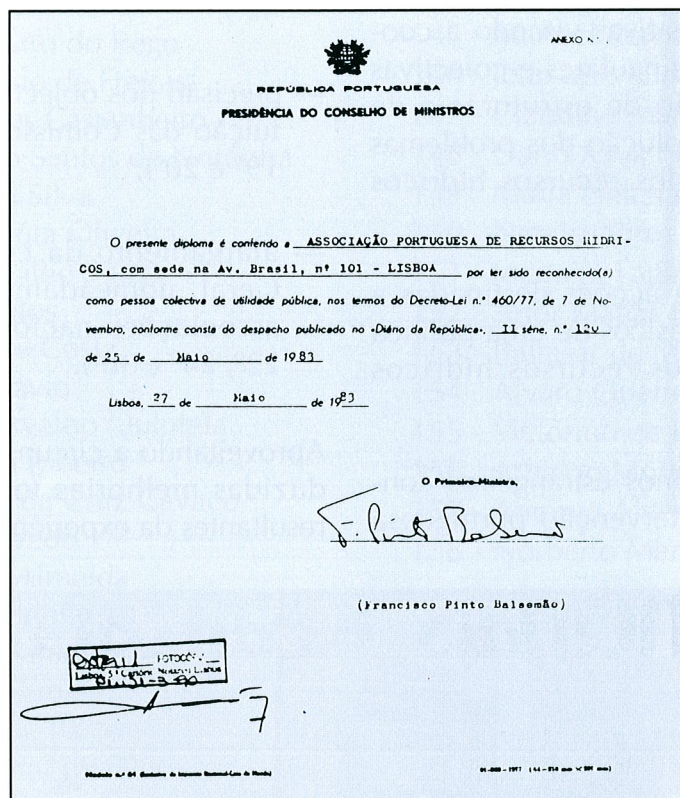 ANEXO
REPÚBLICA PORTUGUESA
PRESIDÊNCIA DO CONSELHO DE MINISTROS
O presente diploma é conferido a ASSOCIAÇÃO PORTUGUESA DE RECURSOS HIDRI-
COS, com sede na Av. Brasil, nº 101 - LISBOA por ter sido reconhecido(a)
como pessoa colectiva de utilidade pública, nos termos do Decreto-Lei n.º 460/77, de 7 de No-
vembro, conforme consta do despacho publicado no «Diário da República», II série, n.º 120
de 25 de Maio de 1983
Lisboa, 27 de Maio de 1983
O Primeiro-Ministro,
F. Pinto Balsemão
(Francisco Pinto Balsemão)
FOTOCÓPIA
Lisboa